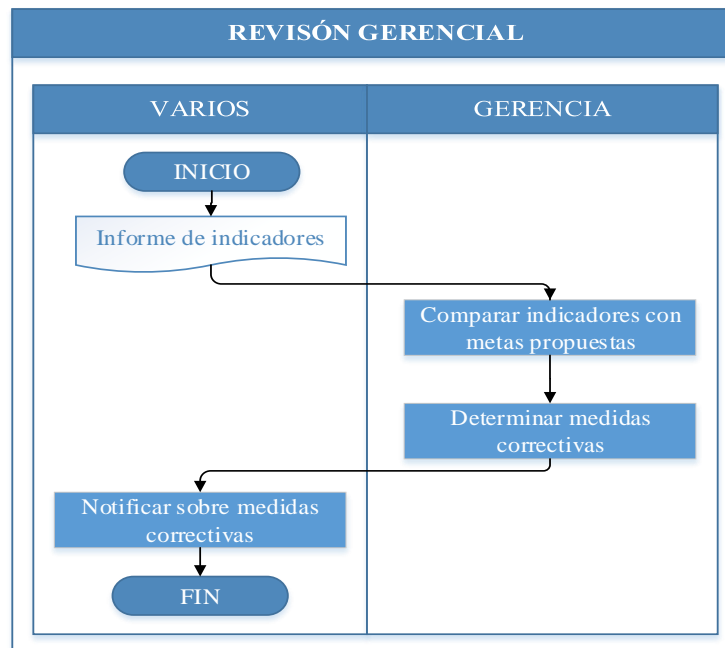 REVISÓN GERENCIAL
VARIOS
GERENCIA
INICIO
Informe de indicadores
Comparar indicadores con
metas propuestas
Determinar medidas
correctivas
Notificar sobre medidas
correctivas
FIN